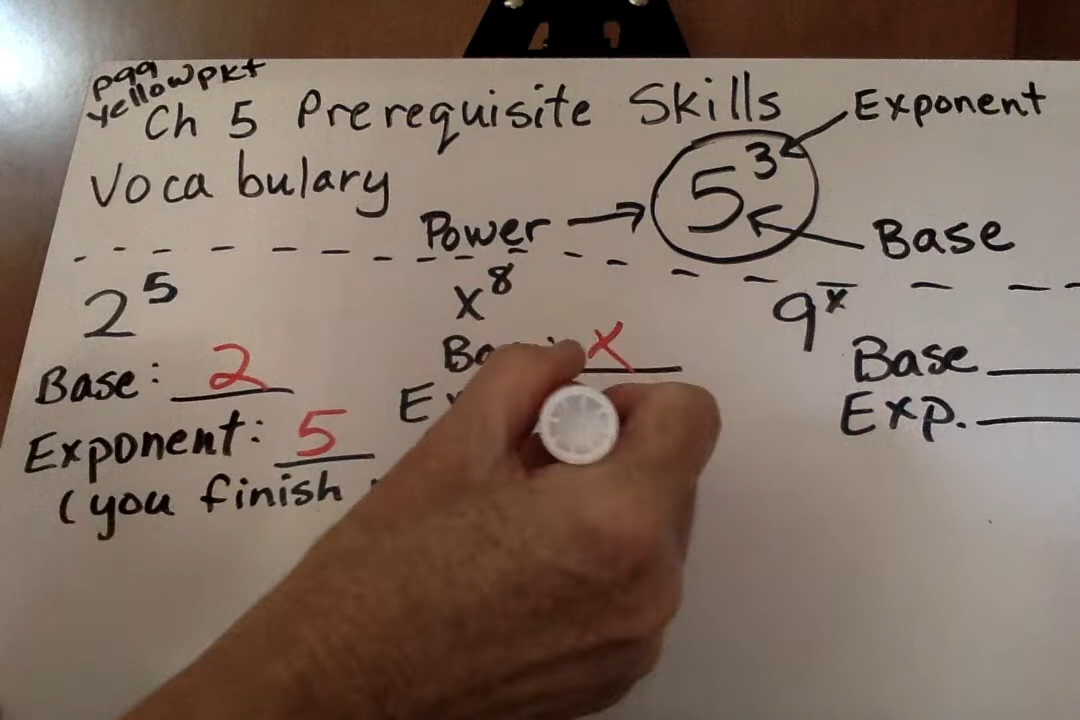 p99
yellow pkt
Ch 5 Prerequisite Skills
Vocabulary
Exponent
5³
Power
Base
2⁵
Base: 2
Exponent: 5
(you finish
x⁸
x
9ˣ
Base
Exp.